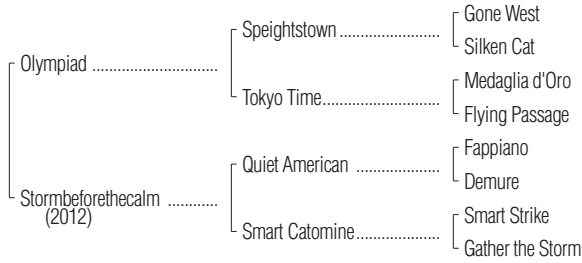 Gone West
Speightstown
Silken Cat
Olympiad
Medaglia d'Oro
Tokyo Time
Flying Passage
Fappiano
Quiet American
Demure
Stormbeforethecalm
(2012)
Smart Strike
Smart Catomine
Gather the Storm